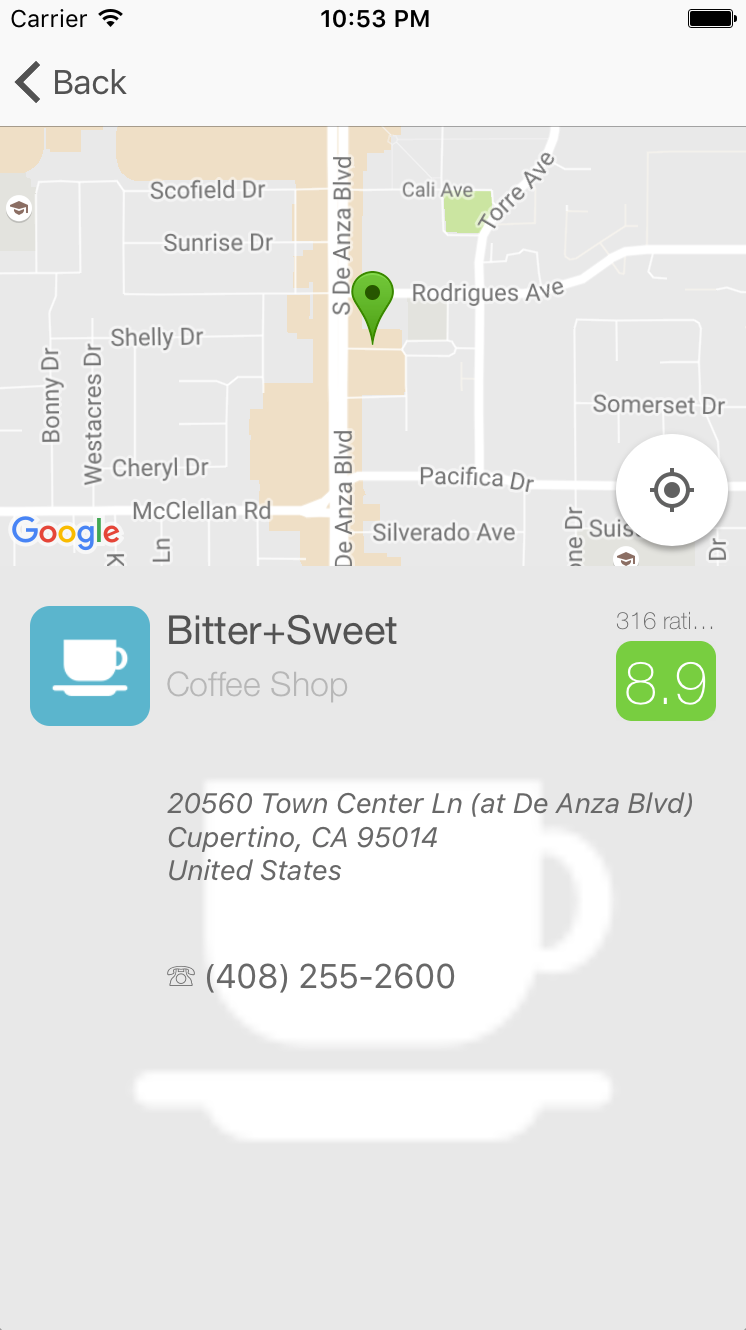 Carrier 10:53 PM
Back
Scofield Dr
Cali Ave
Torre Ave
Sunrise Dr
S De Anza Blvd
Rodrigues Ave
Shelly Dr
Bonny Dr
Westacres Dr
Somerset Dr
Cheryl Dr
De Anza Blvd
Pacifica Dr
McClellan Rd
Google
Silverado Ave
Ln
Dr
Bitter+Sweet
316 rati...
Coffee Shop
8.9
20560 Town Center Ln (at De Anza Blvd)
Cupertino, CA 95014
United States
☏ (408) 255-2600